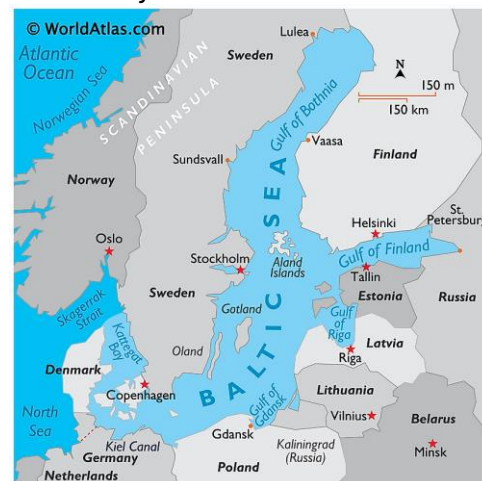 © WorldAtlas.com
Atlantic
Ocean
Norwegian Sea
SCANDINAVIAN
PENINSULA
Sweden
Lulea
N
150 m
150 km
Gulf of Bothnia
Vaasa
Finland
Sundsvall
Norway
Helsinki
St.
Petersburg
Gulf of Finland
Oslo
Stockholm
Aland
Islands
Tallin
Estonia
Russia
Skagerrak
Strait
Sweden
Gotland
BALTIC SEA
Gulf
of
Riga
Kattegat
Bay
Oland
Riga
Latvia
Denmark
Copenhagen
Lithuania
Vilnius
Belarus
North
Sea
Gulf of
Gdansk
Kiel Canal
Gdansk
Kaliningrad
(Russia)
Minsk
Germany
Poland
Netherlands